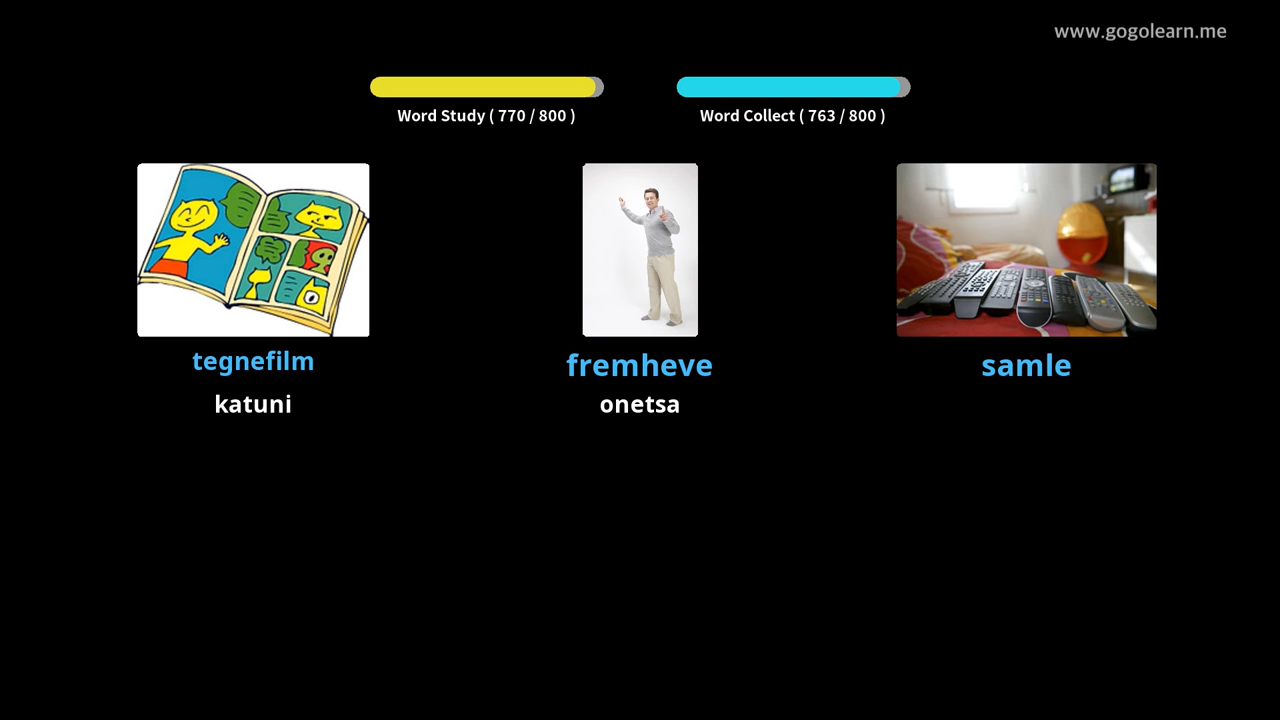 www.gogolearn.me
Word Study ( 770 / 800 )
Word Collect ( 763 / 800 )
tegnefilm
fremheve
samle
katuni
onetsa